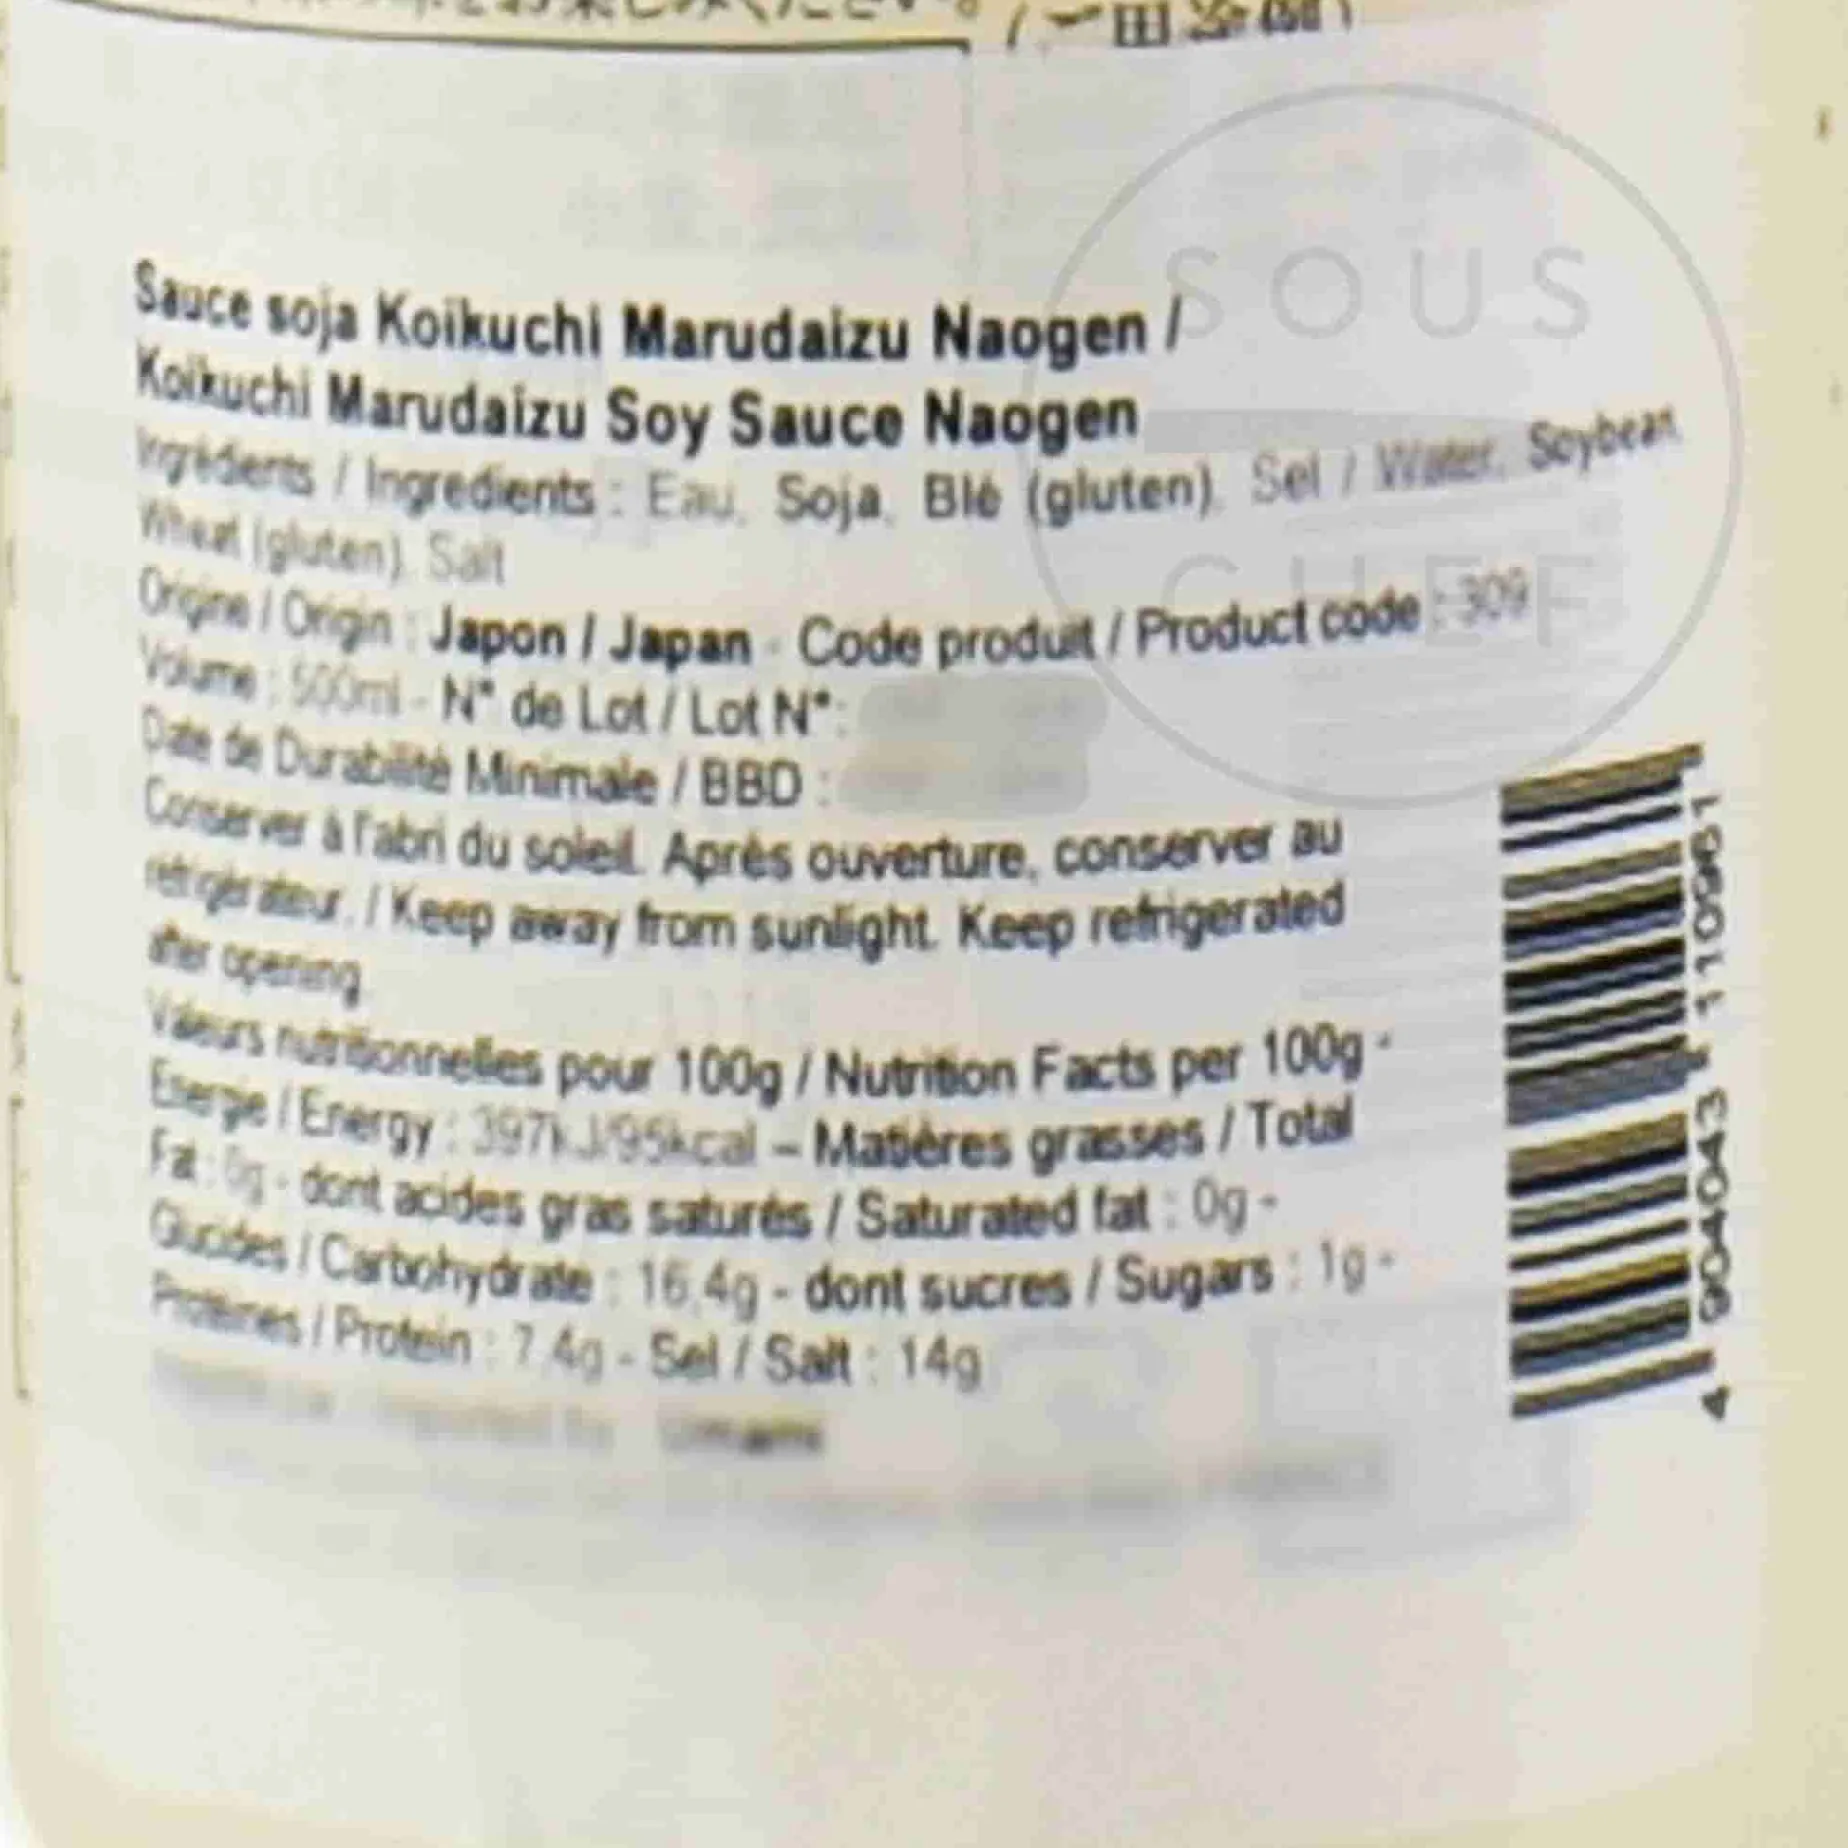 SOUS
CHEF
Sauce soja Koikuchi Marudaizu Naogen /
Koikuchi Marudaizu Soy Sauce Naogen
Ingrédients / Ingredients : Eau, Soja, Blé (gluten), Sel / Water, Soybean,
Wheat (gluten), Salt
Origine / Origin : Japon / Japan - Code produit / Product code : 309
Volume : 500ml - N° de Lot / Lot N°:
Date de Durabilité Minimale / BBD :
Conserver à l'abri du soleil. Après ouverture, conserver au
réfrigérateur. / Keep away from sunlight. Keep refrigerated
after opening
Valeurs nutritionnelles pour 100g / Nutrition Facts per 100g -
Energie / Energy : 397kJ/95kcal – Matières grasses / Total
Fat : 0g - dont acides gras saturés / Saturated fat : 0g -
Glucides / Carbohydrate : 16,4g - dont sucres / Sugars : 1g -
Protéines / Protein : 7.4g - Sel / Salt : 14g
4 904043 110961